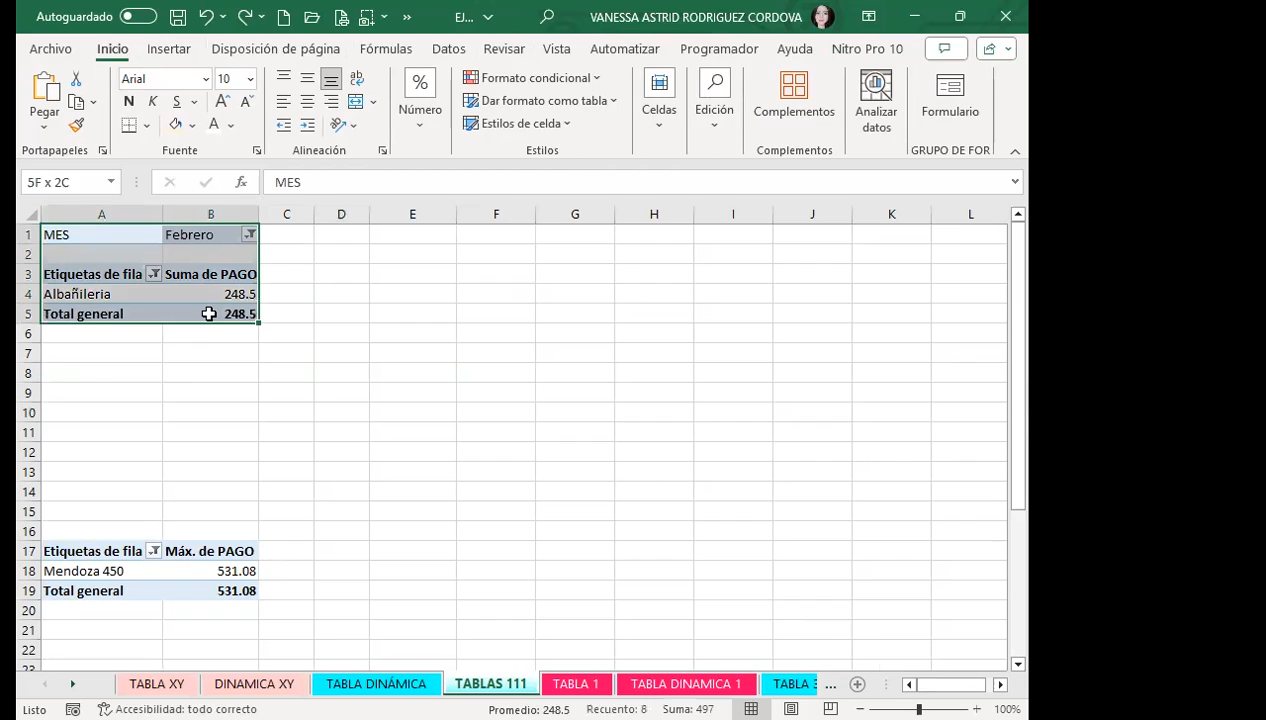 Autoguardado EJ... VANESSA ASTRID RODRIGUEZ CORDOVA
Archivo Inicio Insertar Disposición de página Fórmulas Datos Revisar Vista Automatizar Programador Ayuda Nitro Pro 10
Pegar
Portapapeles
Arial 10
N K S
Fuente
Alineación
% Número
Formato condicional
Dar formato como tabla
Estilos de celda
Estilos
Celdas
Edición
Complementos
Complementos
Analizar datos
Formulario
GRUPO DE FOR
5F x 2C fx MES
A B C D E F G H I J K L
1 MES Febrero
2
3 Etiquetas de fila Suma de PAGO
4 Albañileria 248.5
5 Total general 248.5
6
7
8
9
10
11
12
13
14
15
16
17 Etiquetas de fila Máx. de PAGO
18 Mendoza 450 531.08
19 Total general 531.08
20
21
22
23
TABLA XY DINAMICA XY TABLA DINÁMICA TABLAS 111 TABLA 1 TABLA DINAMICA 1 TABLA 3 ...
Listo Accesibilidad: todo correcto Promedio: 248.5 Recuento: 8 Suma: 497 100%